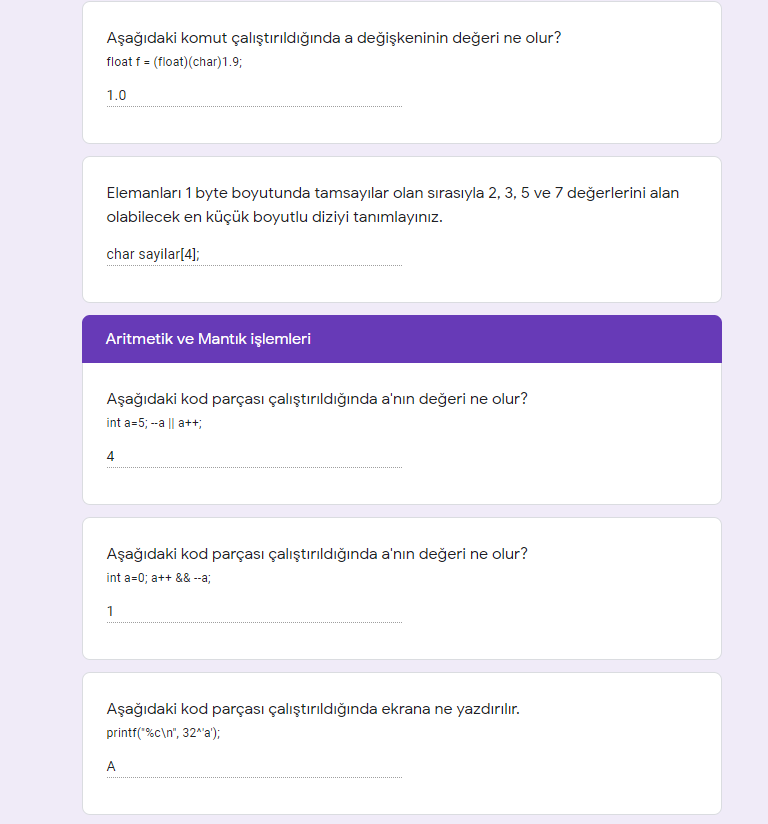 Aşağıdaki komut çalıştırıldığında a değişkeninin değeri ne olur?
float f = (float)(char)1.9;
1.0
Elemanları 1 byte boyutunda tamsayılar olan sırasıyla 2, 3, 5 ve 7 değerlerini alan
olabilecek en küçük boyutlu diziyi tanımlayınız.
char sayilar[4];
Aritmetik ve Mantık işlemleri
Aşağıdaki kod parçası çalıştırıldığında a'nın değeri ne olur?
int a=5; --a || a++;
4
Aşağıdaki kod parçası çalıştırıldığında a'nın değeri ne olur?
int a=0; a++ && --a;
1
Aşağıdaki kod parçası çalıştırıldığında ekrana ne yazdırılır.
printf("%c\n", 32^'a');
A